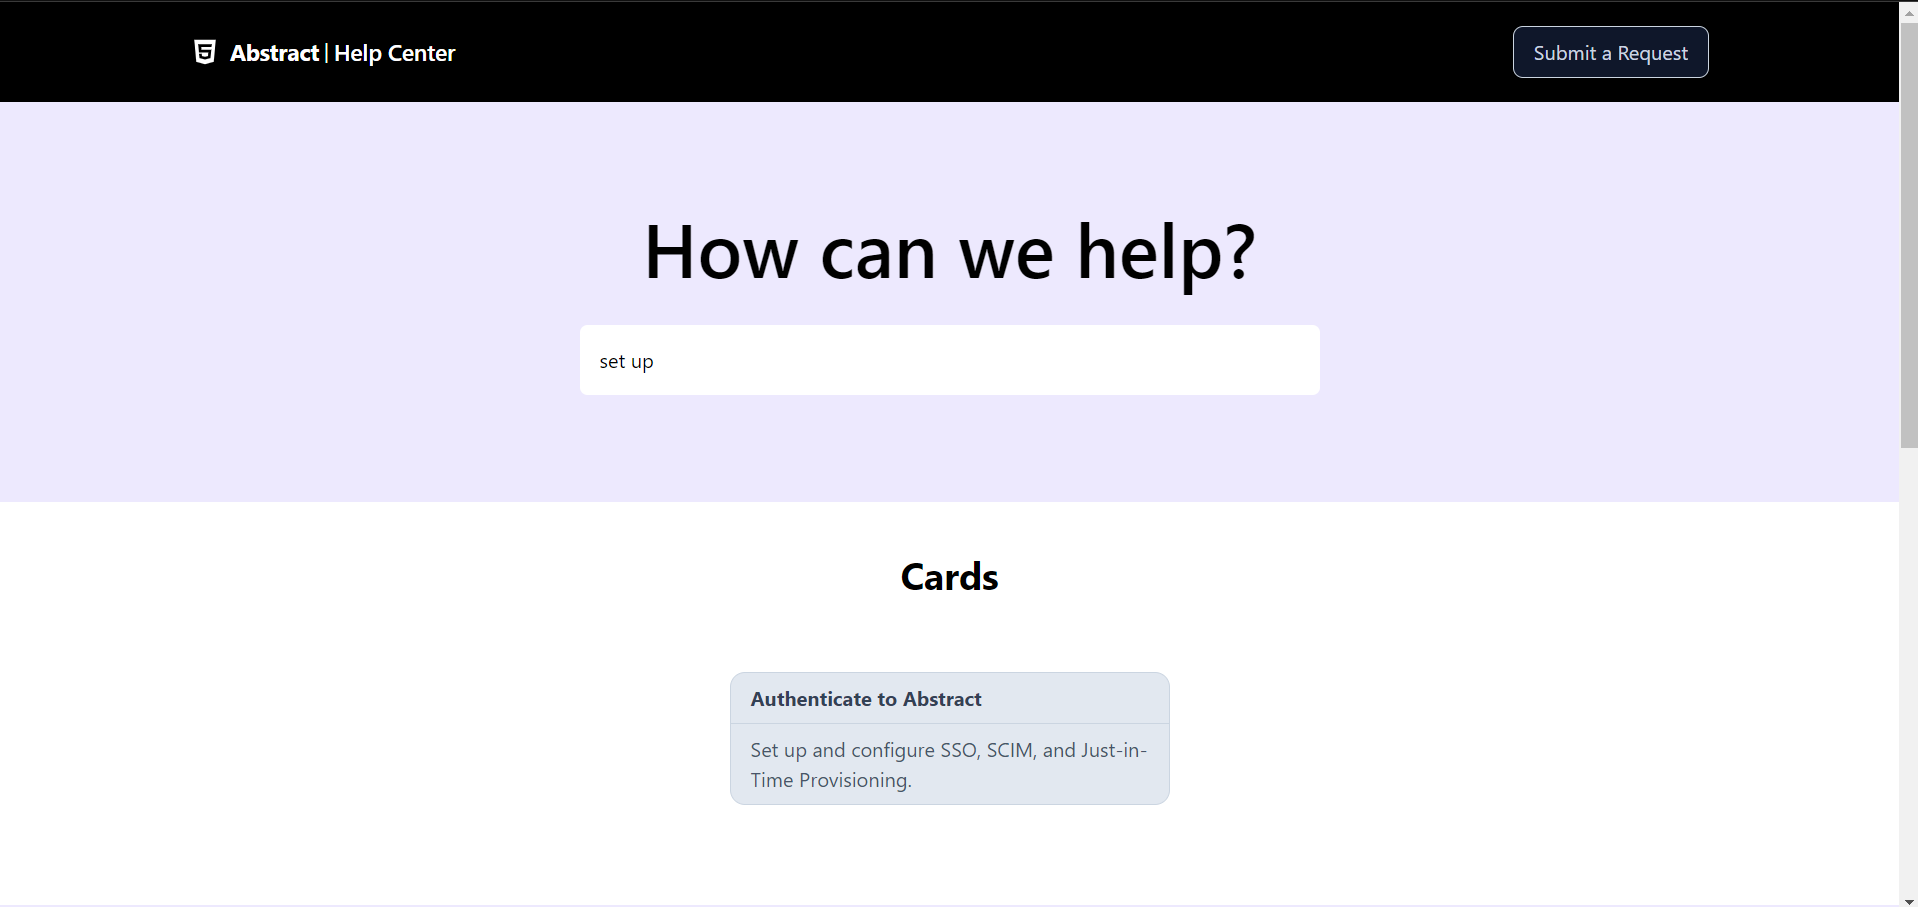 Abstract | Help Center
Submit a Request
How can we help?
set up
Cards
Authenticate to Abstract
Set up and configure SSO, SCIM, and Just-in-
Time Provisioning.